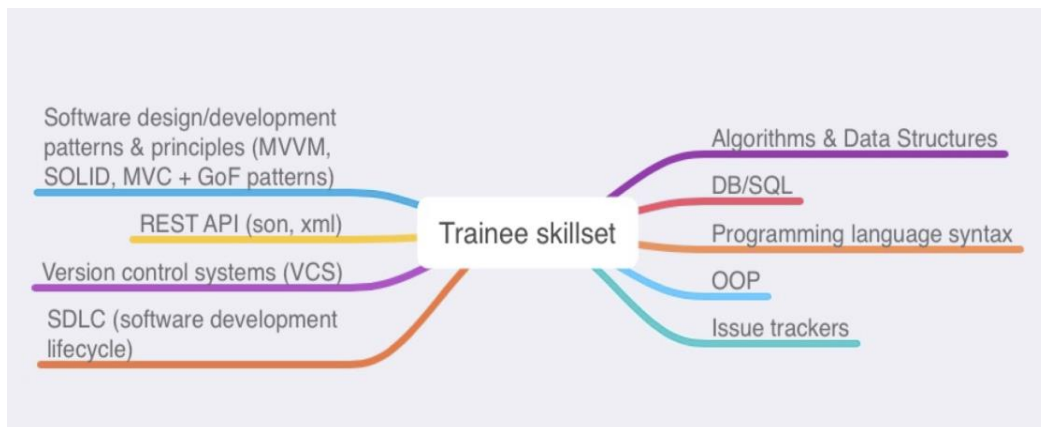 Software design/development
patterns & principles (MVVM,
SOLID, MVC + GoF patterns)
REST API (son, xml)
Version control systems (VCS)
SDLC (software development
lifecycle)
Trainee skillset
Algorithms & Data Structures
DB/SQL
Programming language syntax
OOP
Issue trackers